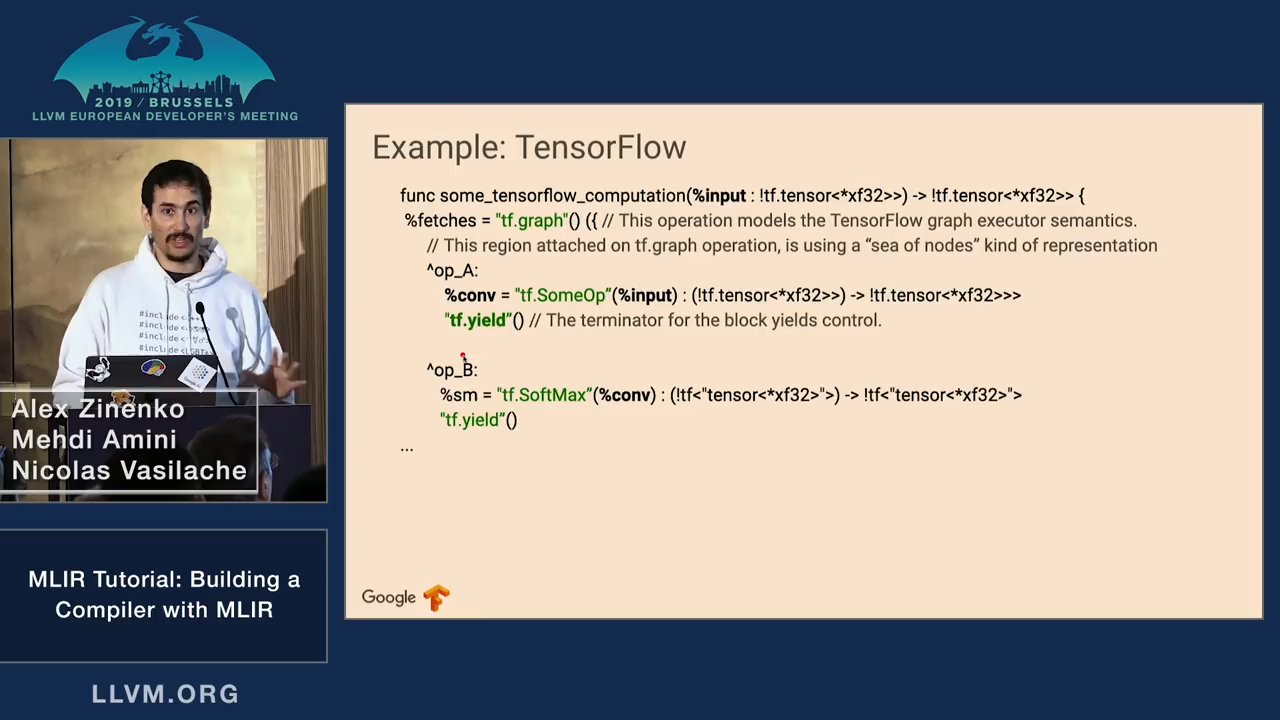 2019 / BRUSSELS
LLVM EUROPEAN DEVELOPER'S MEETING
Example: TensorFlow
func some_tensorflow_computation(%input : !tf.tensor<*xf32>>) -> !tf.tensor<*xf32>> {
%fetches = "tf.graph"() ({ // This operation models the TensorFlow graph executor semantics.
// This region attached on tf.graph operation, is using a “sea of nodes” kind of representation
^op_A:
%conv = "tf.SomeOp”(%input) : (!tf.tensor<*xf32>>) -> !tf.tensor<*xf32>>>
"tf.yield”() // The terminator for the block yields control.
^op_B:
%sm = "tf.SoftMax”(%conv) : (!tf<"tensor<*xf32>">) -> !tf<"tensor<*xf32>">
"tf.yield”()
...
Google
#include <C++
#include
Alex Zinenko
Mehdi Amini
Nicolas Vasilache
MLIR Tutorial: Building a
Compiler with MLIR
LLVM.ORG